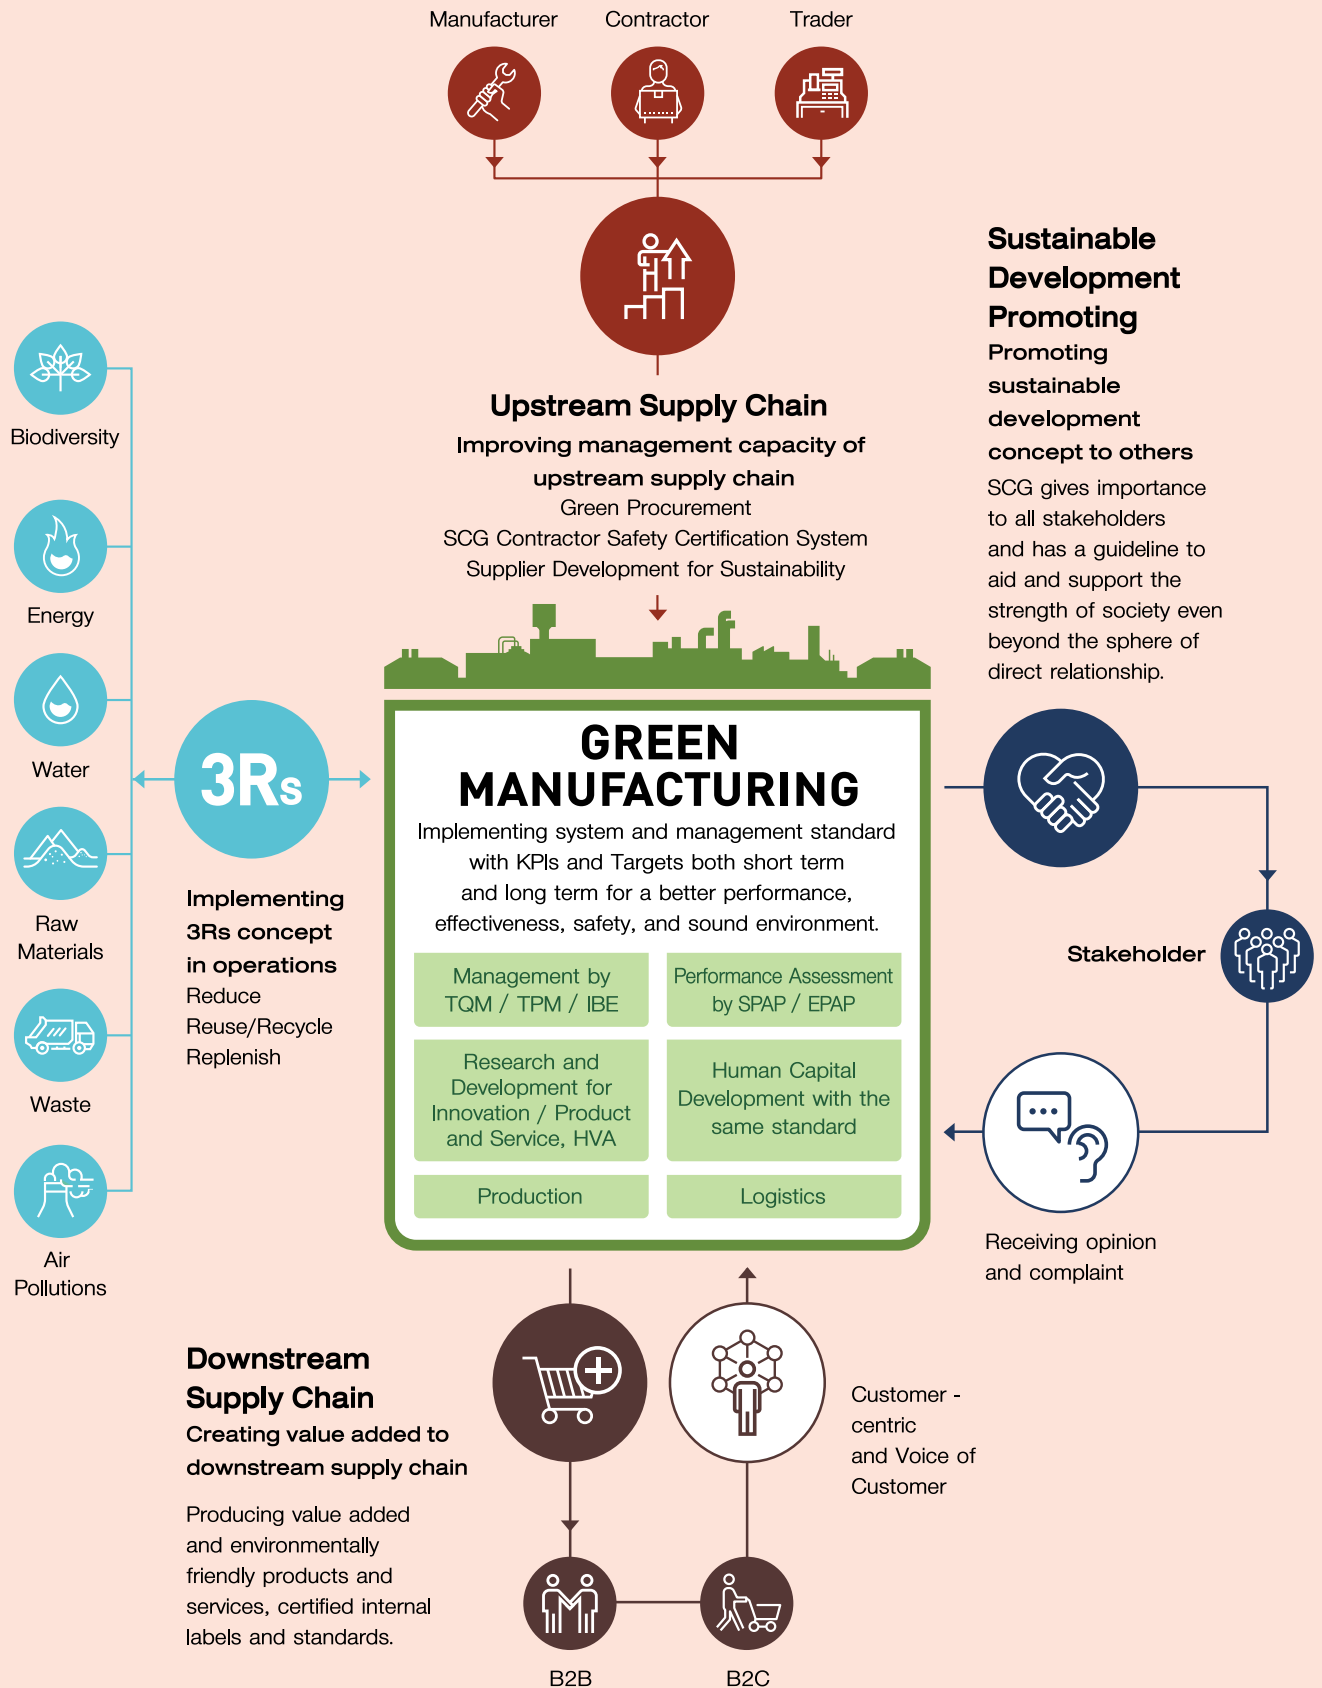 Manufacturer
Contractor
Trader
Upstream Supply Chain
Improving management capacity of
upstream supply chain
Green Procurement
SCG Contractor Safety Certification System
Supplier Development for Sustainability
Sustainable
Development
Promoting
Promoting
sustainable
development
concept to others
SCG gives importance
to all stakeholders
and has a guideline to
aid and support the
strength of society even
beyond the sphere of
direct relationship.
Biodiversity
Energy
Water
Raw
Materials
Waste
Air
Pollutions
3Rs
Implementing
3Rs concept
in operations
Reduce
Reuse/Recycle
Replenish
GREEN
MANUFACTURING
Implementing system and management standard
with KPIs and Targets both short term
and long term for a better performance,
effectiveness, safety, and sound environment.
Management by
TQM / TPM / IBE
Performance Assessment
by SPAP / EPAP
Research and
Development for
Innovation / Product
and Service, HVA
Human Capital
Development with the
same standard
Production
Logistics
Stakeholder
Receiving opinion
and complaint
Downstream
Supply Chain
Creating value added to
downstream supply chain
Producing value added
and environmentally
friendly products and
services, certified internal
labels and standards.
Customer -
centric
and Voice of
Customer
B2B
B2C